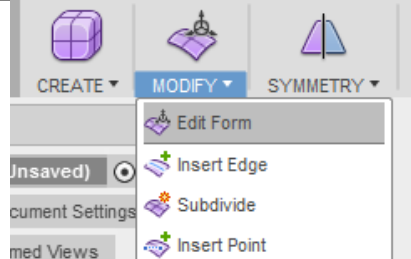 CREATE ▾ MODIFY ▾ SYMMETRY ▾
Edit Form
Unsaved)
Insert Edge
cument Settings
Subdivide
med Views
Insert Point